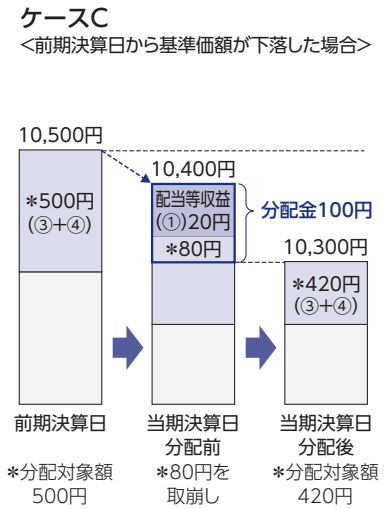 ケースC
<前期決算日から基準価額が下落した場合>
10,500円
10,400円
*500円
(③+④)
配当等収益
(①)20円
*80円
分配金100円
10,300円
*420円
(③+④)
前期決算日
当期決算日
分配前
当期決算日
分配後
*分配対象額
500円
*80円を
取崩し
*分配対象額
420円